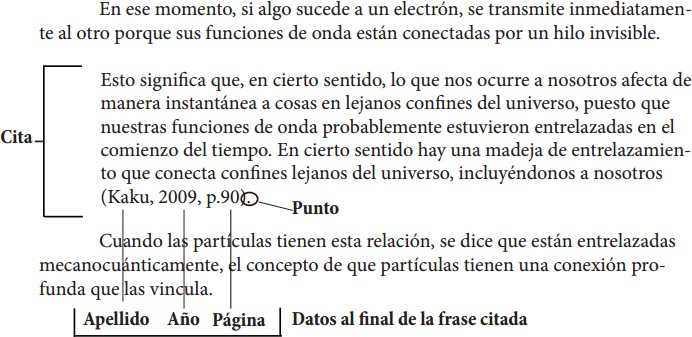 En ese momento, si algo sucede a un electrón, se transmite inmediatamen-
te al otro porque sus funciones de onda están conectadas por un hilo invisible.
Esto significa que, en cierto sentido, lo que nos ocurre a nosotros afecta de
manera instantánea a cosas en lejanos confines del universo, puesto que
nuestras funciones de onda probablemente estuvieron entrelazadas en el
Cita
comienzo del tiempo. En cierto sentido hay una madeja de entrelazamien-
to que conecta confines lejanos del universo, incluyéndonos a nosotros
(Kaku, 2009, p.90).
Punto
Cuando las partículas tienen esta relación, se dice que están entrelazadas
mecanocuánticamente, el concepto de que partículas tienen una conexión pro-
funda que las vincula.
Apellido Año Página Datos al final de la frase citada